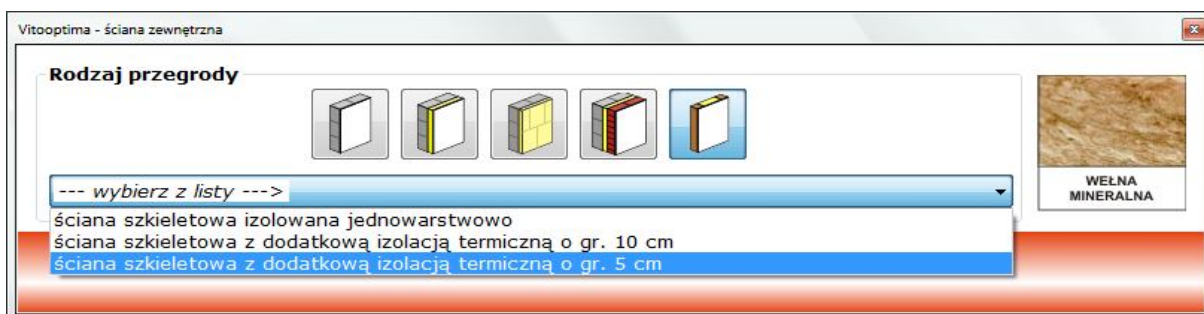 Vitooptima - ściana zewnętrzna
Rodzaj przegrody
--- wybierz z listy --->
WEŁNA
MINERALNA
ściana szkieletowa izolowana jednowarstwowo
ściana szkieletowa z dodatkową izolacją termiczną o gr. 10 cm
ściana szkieletowa z dodatkową izolacją termiczną o gr. 5 cm